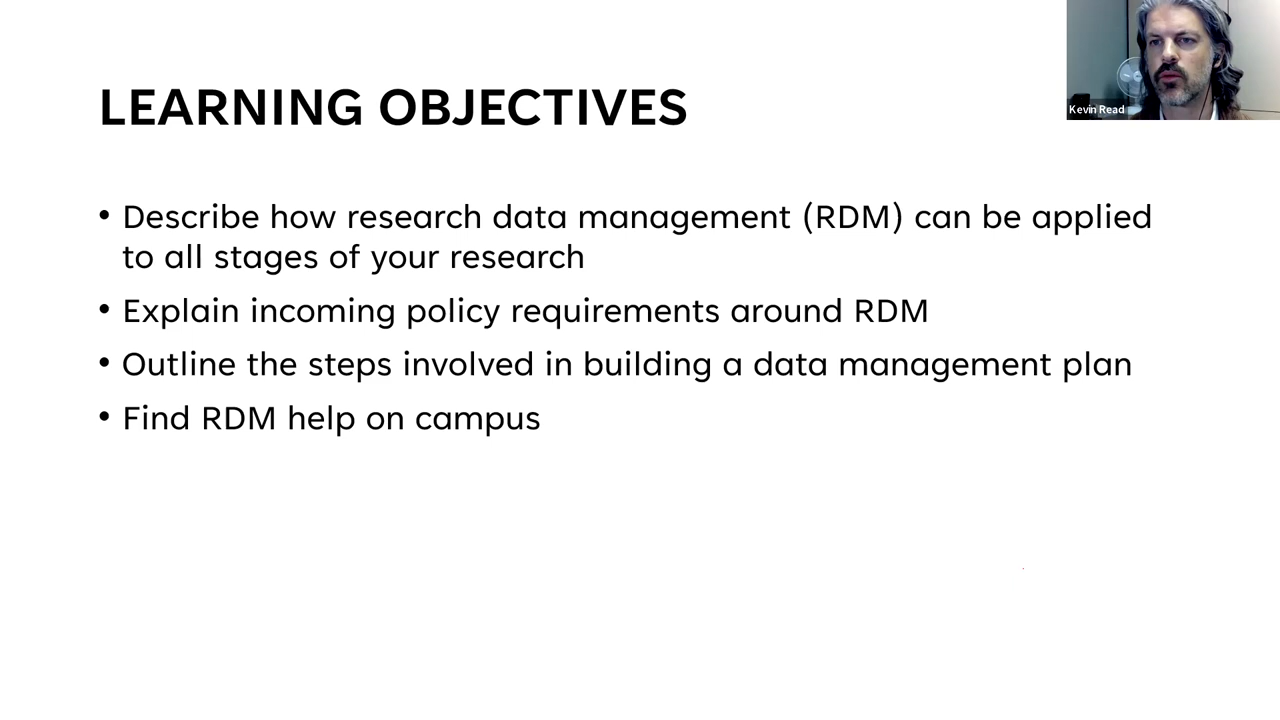 LEARNING OBJECTIVES
Kevin Read
• Describe how research data management (RDM) can be applied
to all stages of your research
• Explain incoming policy requirements around RDM
• Outline the steps involved in building a data management plan
• Find RDM help on campus